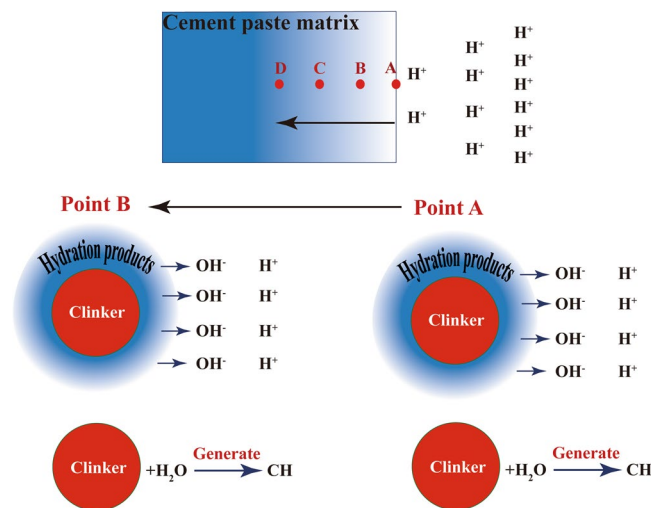 Cement paste matrix
D C B A
H⁺ H⁺ H⁺
H⁺ H⁺ H⁺
H⁺ H⁺ H⁺
H⁺ H⁺ H⁺
H⁺
H⁺
H⁺
Point B
Point A
Hydration products
Clinker
OH⁻ H⁺
OH⁻ H⁺
OH⁻ H⁺
OH⁻ H⁺
Hydration products
Clinker
OH⁻ H⁺
OH⁻ H⁺
OH⁻ H⁺
OH⁻ H⁺
Clinker +H₂O Generate CH
Clinker +H₂O Generate CH